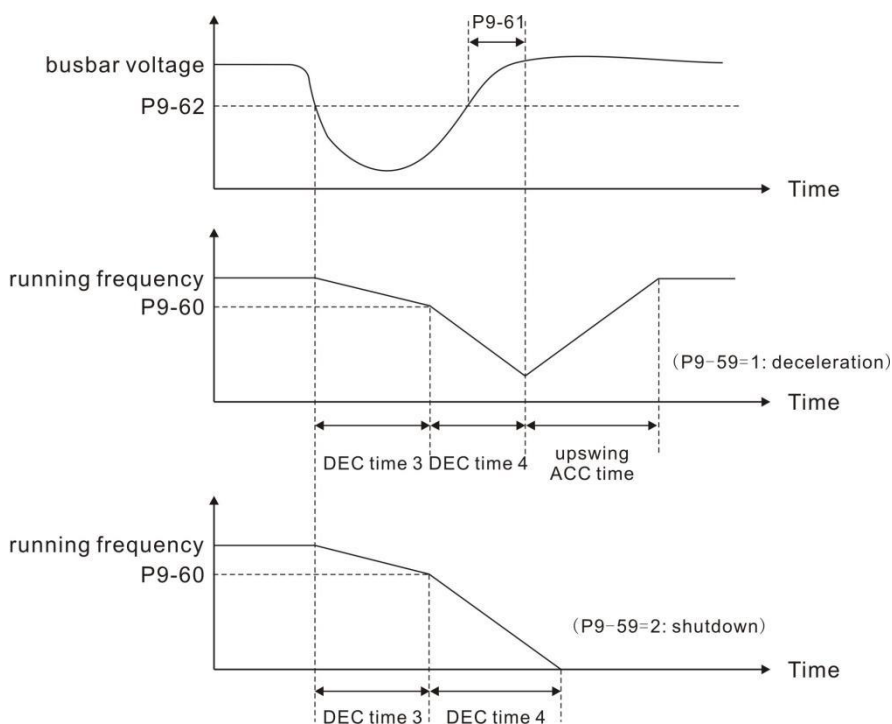 P9-61
busbar voltage
P9-62
Time
running frequency
P9-60
(P9-59=1: deceleration)
Time
DEC time 3 DEC time 4 upswing
ACC time
running frequency
P9-60
(P9-59=2: shutdown)
Time
DEC time 3 DEC time 4